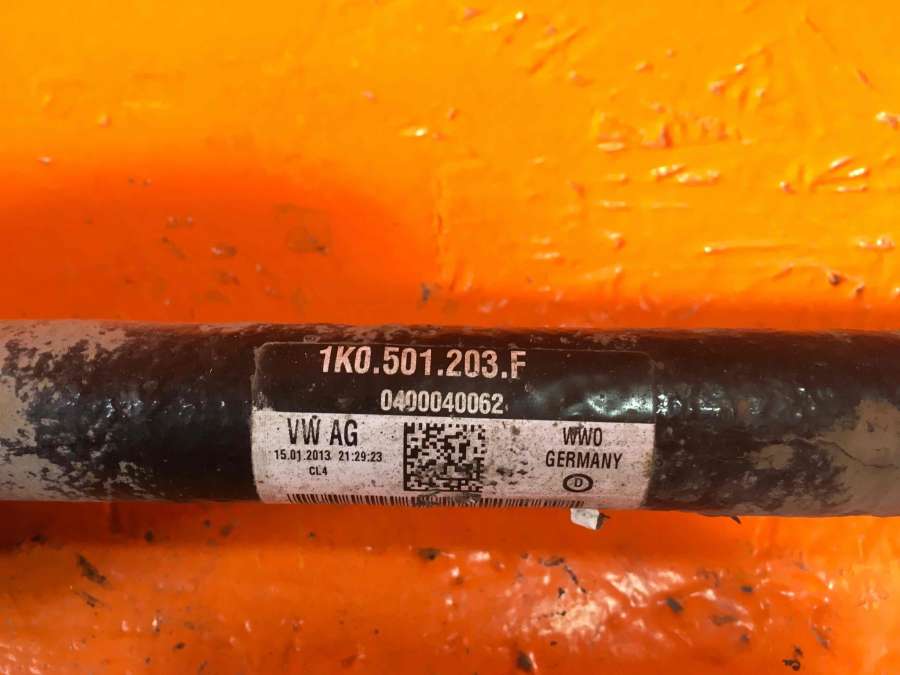 1K0.501.203.F
0400040062
VW AG
15.01.2013 21:29:23
CL4
WWO
GERMANY
D